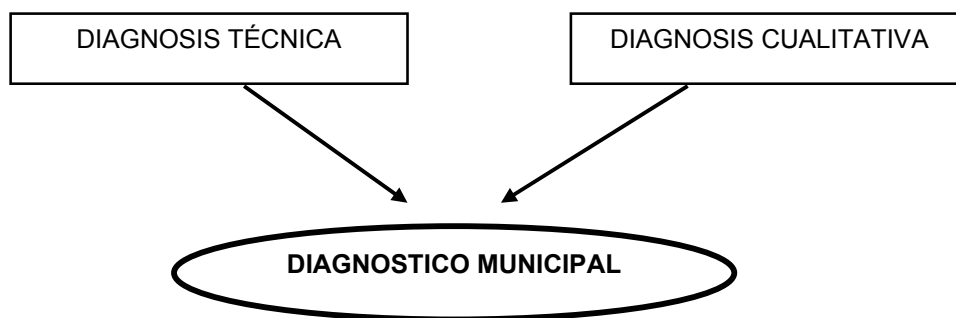 DIAGNOSIS TÉCNICA
DIAGNOSIS CUALITATIVA
DIAGNOSTICO MUNICIPAL